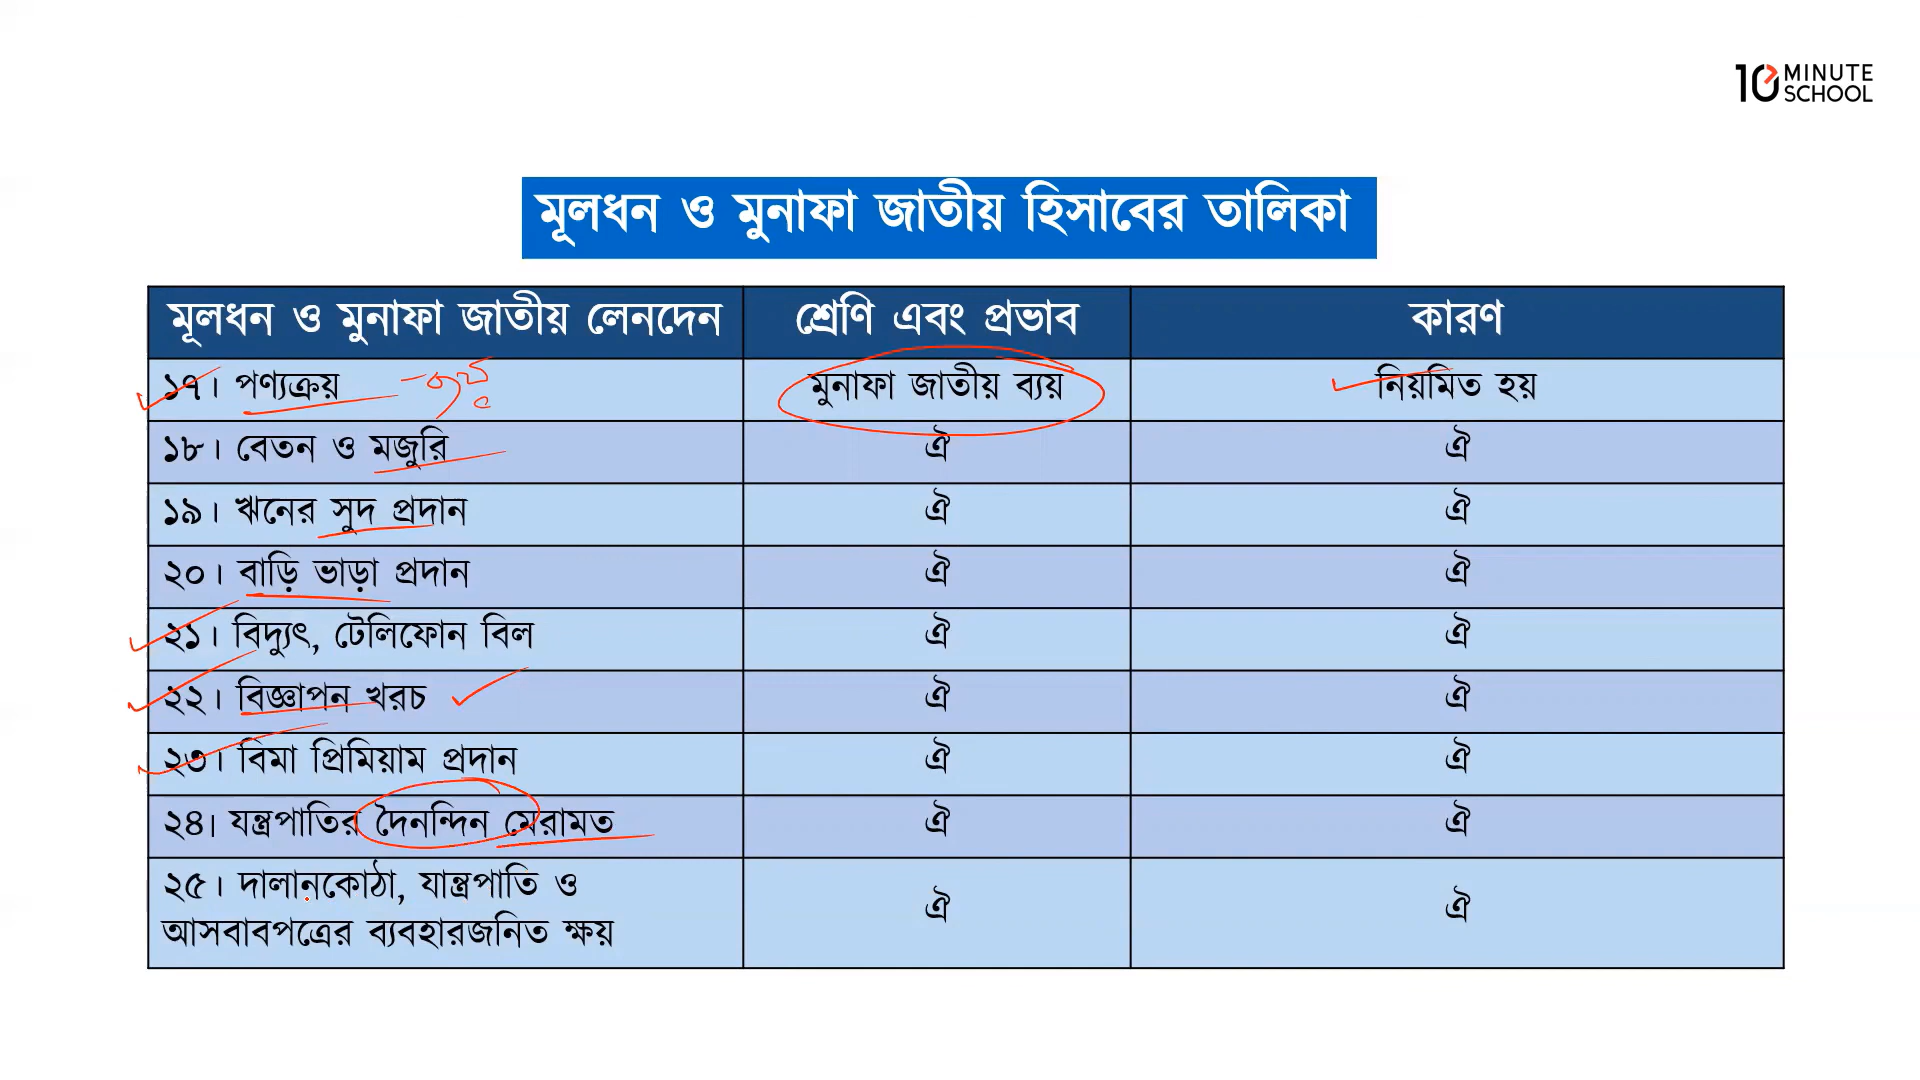 10 MINUTE
SCHOOL
মূলধন ও মুনাফা জাতীয় হিসাবের তালিকা
মূলধন ও মুনাফা জাতীয় লেনদেন শ্রেণি এবং প্রভাব কারণ
১৭। পণ্যক্রয় মুনাফা জাতীয় ব্যয় নিয়মিত হয়
১৮। বেতন ও মজুরি ঐ ঐ
১৯। ঋনের সুদ প্রদান ঐ ঐ
২০। বাড়ি ভাড়া প্রদান ঐ ঐ
২১। বিদ্যুৎ, টেলিফোন বিল ঐ ঐ
২২। বিজ্ঞাপন খরচ ঐ ঐ
২৩। বিমা প্রিমিয়াম প্রদান ঐ ঐ
২৪। যন্ত্রপাতির দৈনন্দিন মেরামত ঐ ঐ
২৫। দালানকোঠা, যান্ত্রপাতি ও
আসবাবপত্রের ব্যবহারজনিত ক্ষয় ঐ ঐ